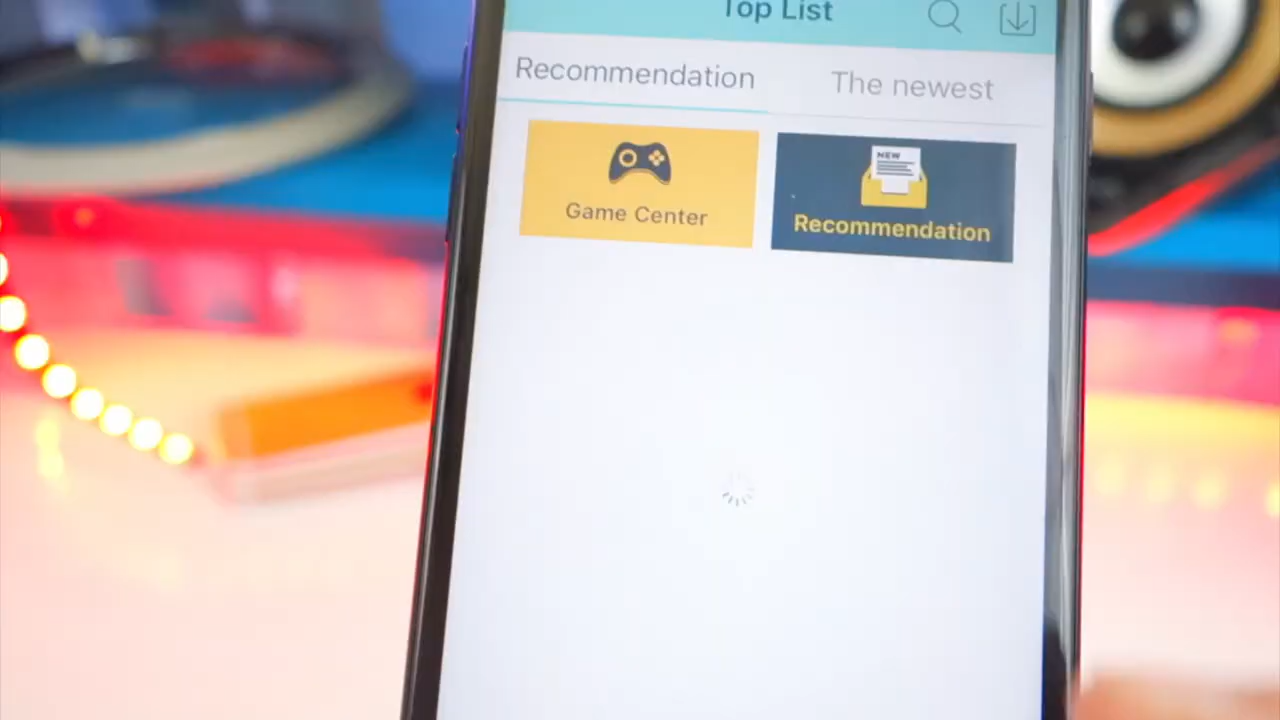 Top List
Recommendation
The newest
Game Center
NEW
Recommendation